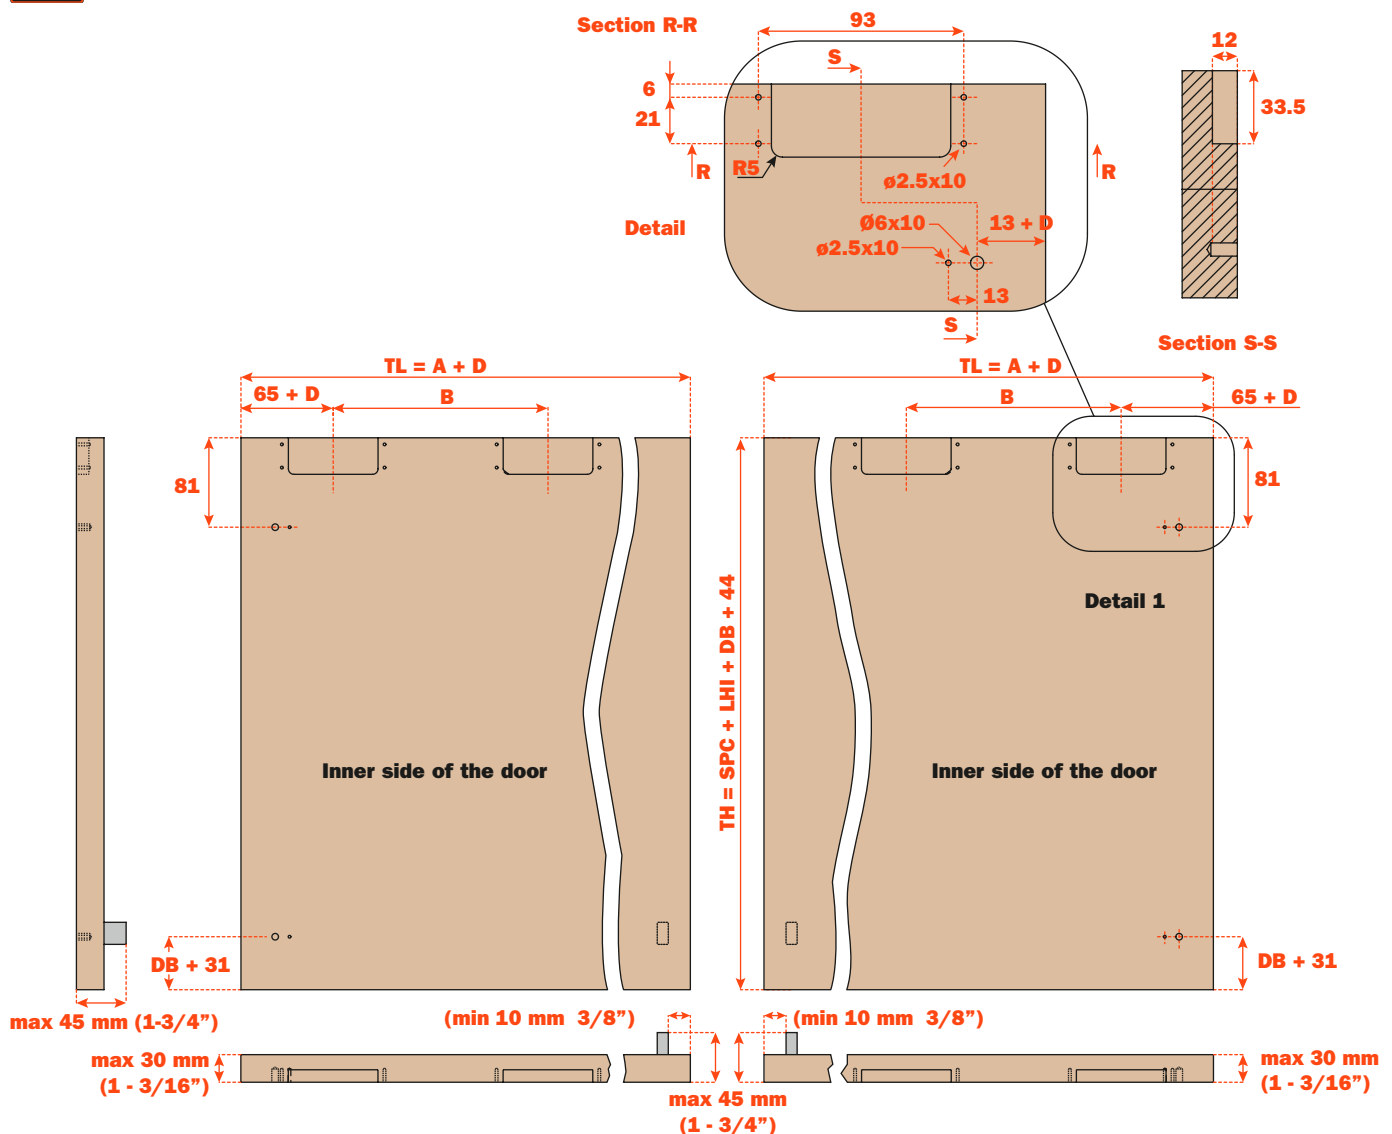 Section R-R
93
12
S
6
21
33.5
R
R5
ø2.5x10
R
Detail
Ø6x10
13 + D
ø2.5x10
13
S
Section S-S
TL = A + D
TL = A + D
65 + D
B
B
65 + D
81
81
TH = SPC + LHI + DB + 44
Detail 1
Inner side of the door
Inner side of the door
DB + 31
DB + 31
max 45 mm (1-3/4”)
(min 10 mm 3/8”)
(min 10 mm 3/8”)
max 30 mm
(1 - 3/16”)
max 30 mm
(1 - 3/16”)
max 45 mm
(1 - 3/4”)